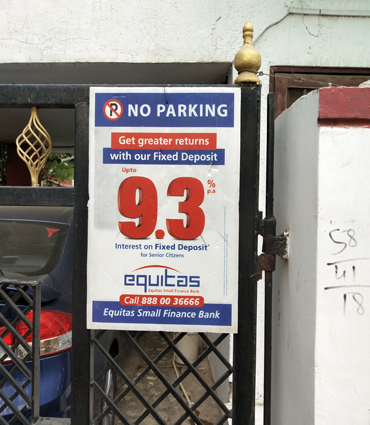 P NO PARKING
Get greater returns
with our Fixed Deposit
Upto
9.3 % p.a
Interest on Fixed Deposit*
for Senior Citizens
equitas
Equitas Small Finance Bank
Call 888 00 36666
Equitas Small Finance Bank
58
41
18